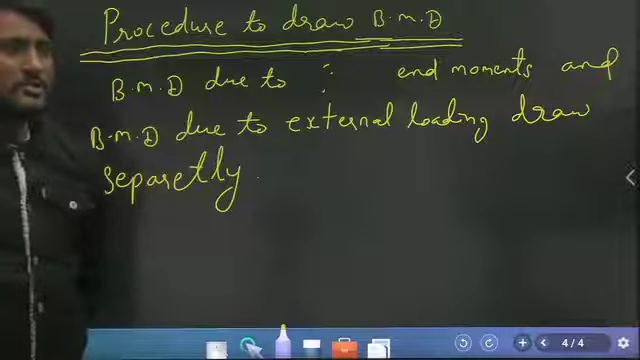 Procedure to draw B.M.D
B.M.D due to : end moments and
B.M.D due to external loading draw
separetly.
4/4